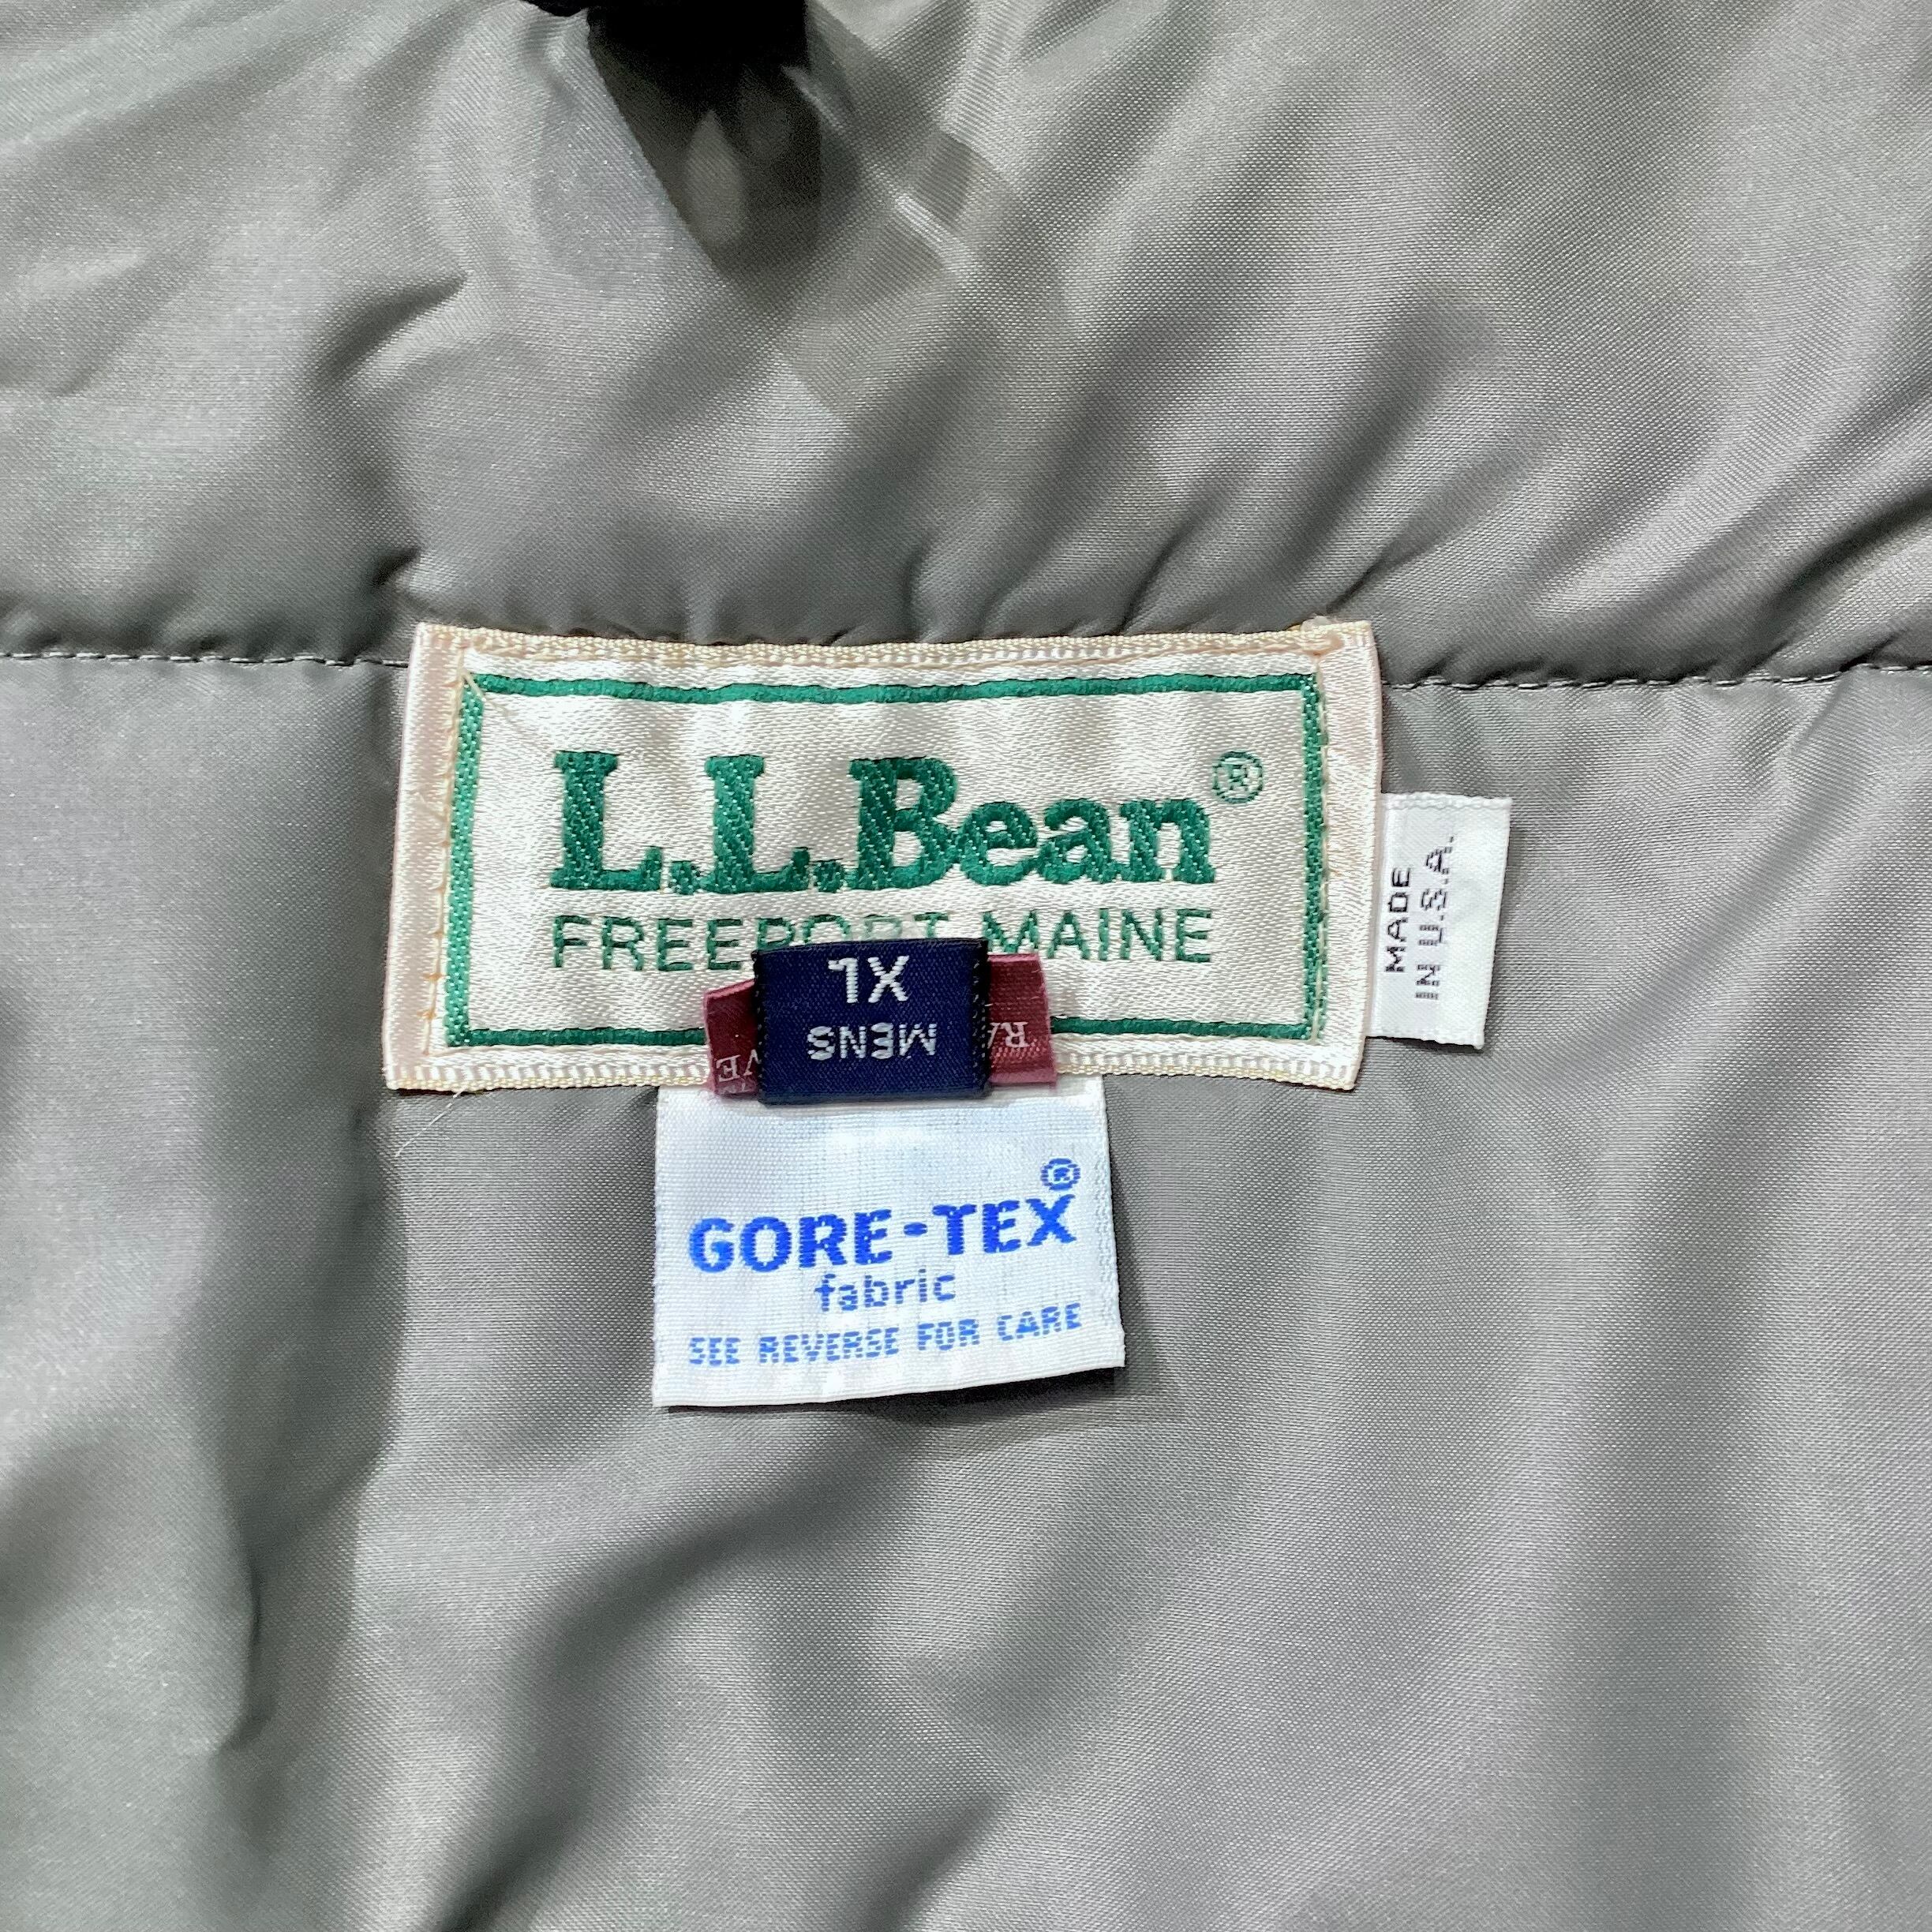 L.L.Bean®
FREEPORT, MAINE
MADE
IN U.S.A.
MENS
XL
GORE-TEX®
fabric
SEE REVERSE FOR CARE